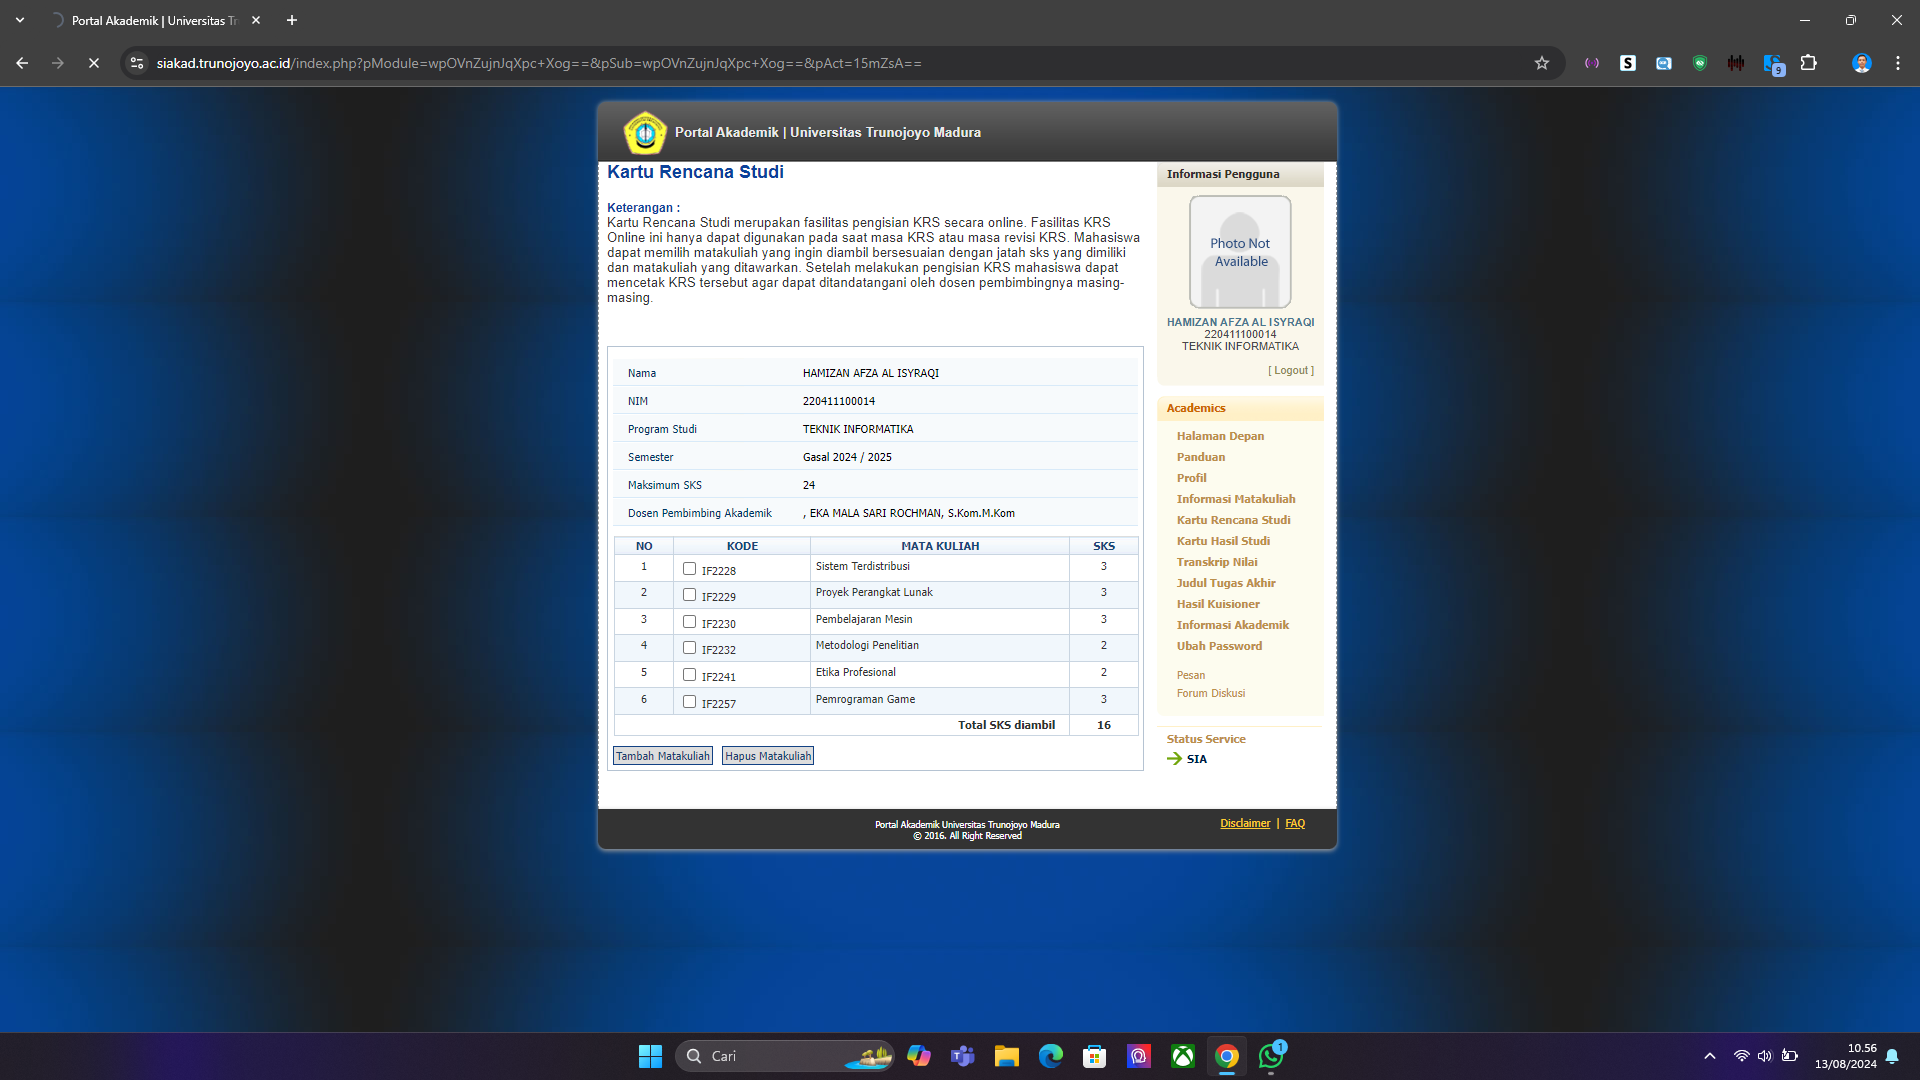 Portal Akademik | Universitas Tr
siakad.trunojoyo.ac.id/index.php?pModule=wpOVnZujnJqXpc+Xog==&pSub=wpOVnZujnJqXpc+Xog==&pAct=15mZsA==
9
Portal Akademik | Universitas Trunojoyo Madura
Kartu Rencana Studi
Keterangan :
Kartu Rencana Studi merupakan fasilitas pengisian KRS secara online. Fasilitas KRS
Online ini hanya dapat digunakan pada saat masa KRS atau masa revisi KRS. Mahasiswa
dapat memilih matakuliah yang ingin diambil bersesuaian dengan jatah sks yang dimiliki
dan matakuliah yang ditawarkan. Setelah melakukan pengisian KRS mahasiswa dapat
mencetak KRS tersebut agar dapat ditandatangani oleh dosen pembimbingnya masing-
masing.
Nama HAMIZAN AFZA AL ISYRAQI
NIM 220411100014
Program Studi TEKNIK INFORMATIKA
Semester Gasal 2024 / 2025
Maksimum SKS 24
Dosen Pembimbing Akademik , EKA MALA SARI ROCHMAN, S.Kom.M.Kom
NO KODE MATA KULIAH SKS
1 IF2228 Sistem Terdistribusi 3
2 IF2229 Proyek Perangkat Lunak 3
3 IF2230 Pembelajaran Mesin 3
4 IF2232 Metodologi Penelitian 2
5 IF2241 Etika Profesional 2
6 IF2257 Pemrograman Game 3
Total SKS diambil 16
Tambah Matakuliah Hapus Matakuliah
Informasi Pengguna
Photo Not
Available
HAMIZAN AFZA AL ISYRAQI
220411100014
TEKNIK INFORMATIKA
[ Logout ]
Academics
Halaman Depan
Panduan
Profil
Informasi Matakuliah
Kartu Rencana Studi
Kartu Hasil Studi
Transkrip Nilai
Judul Tugas Akhir
Hasil Kuisioner
Informasi Akademik
Ubah Password
Pesan
Forum Diskusi
Status Service
SIA
Portal Akademik Universitas Trunojoyo Madura
© 2016. All Right Reserved
Disclaimer | FAQ
Cari
1
10.56
13/08/2024